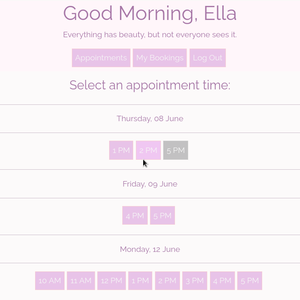 Good Morning, Ella
Everything has beauty, but not everyone sees it.
Appointments My Bookings Log Out
Select an appointment time:
Thursday, 08 June
1 PM 2 PM 5 PM
Friday, 09 June
4 PM 5 PM
Monday, 12 June
10 AM 11 AM 12 PM 1 PM 2 PM 3 PM 4 PM 5 PM